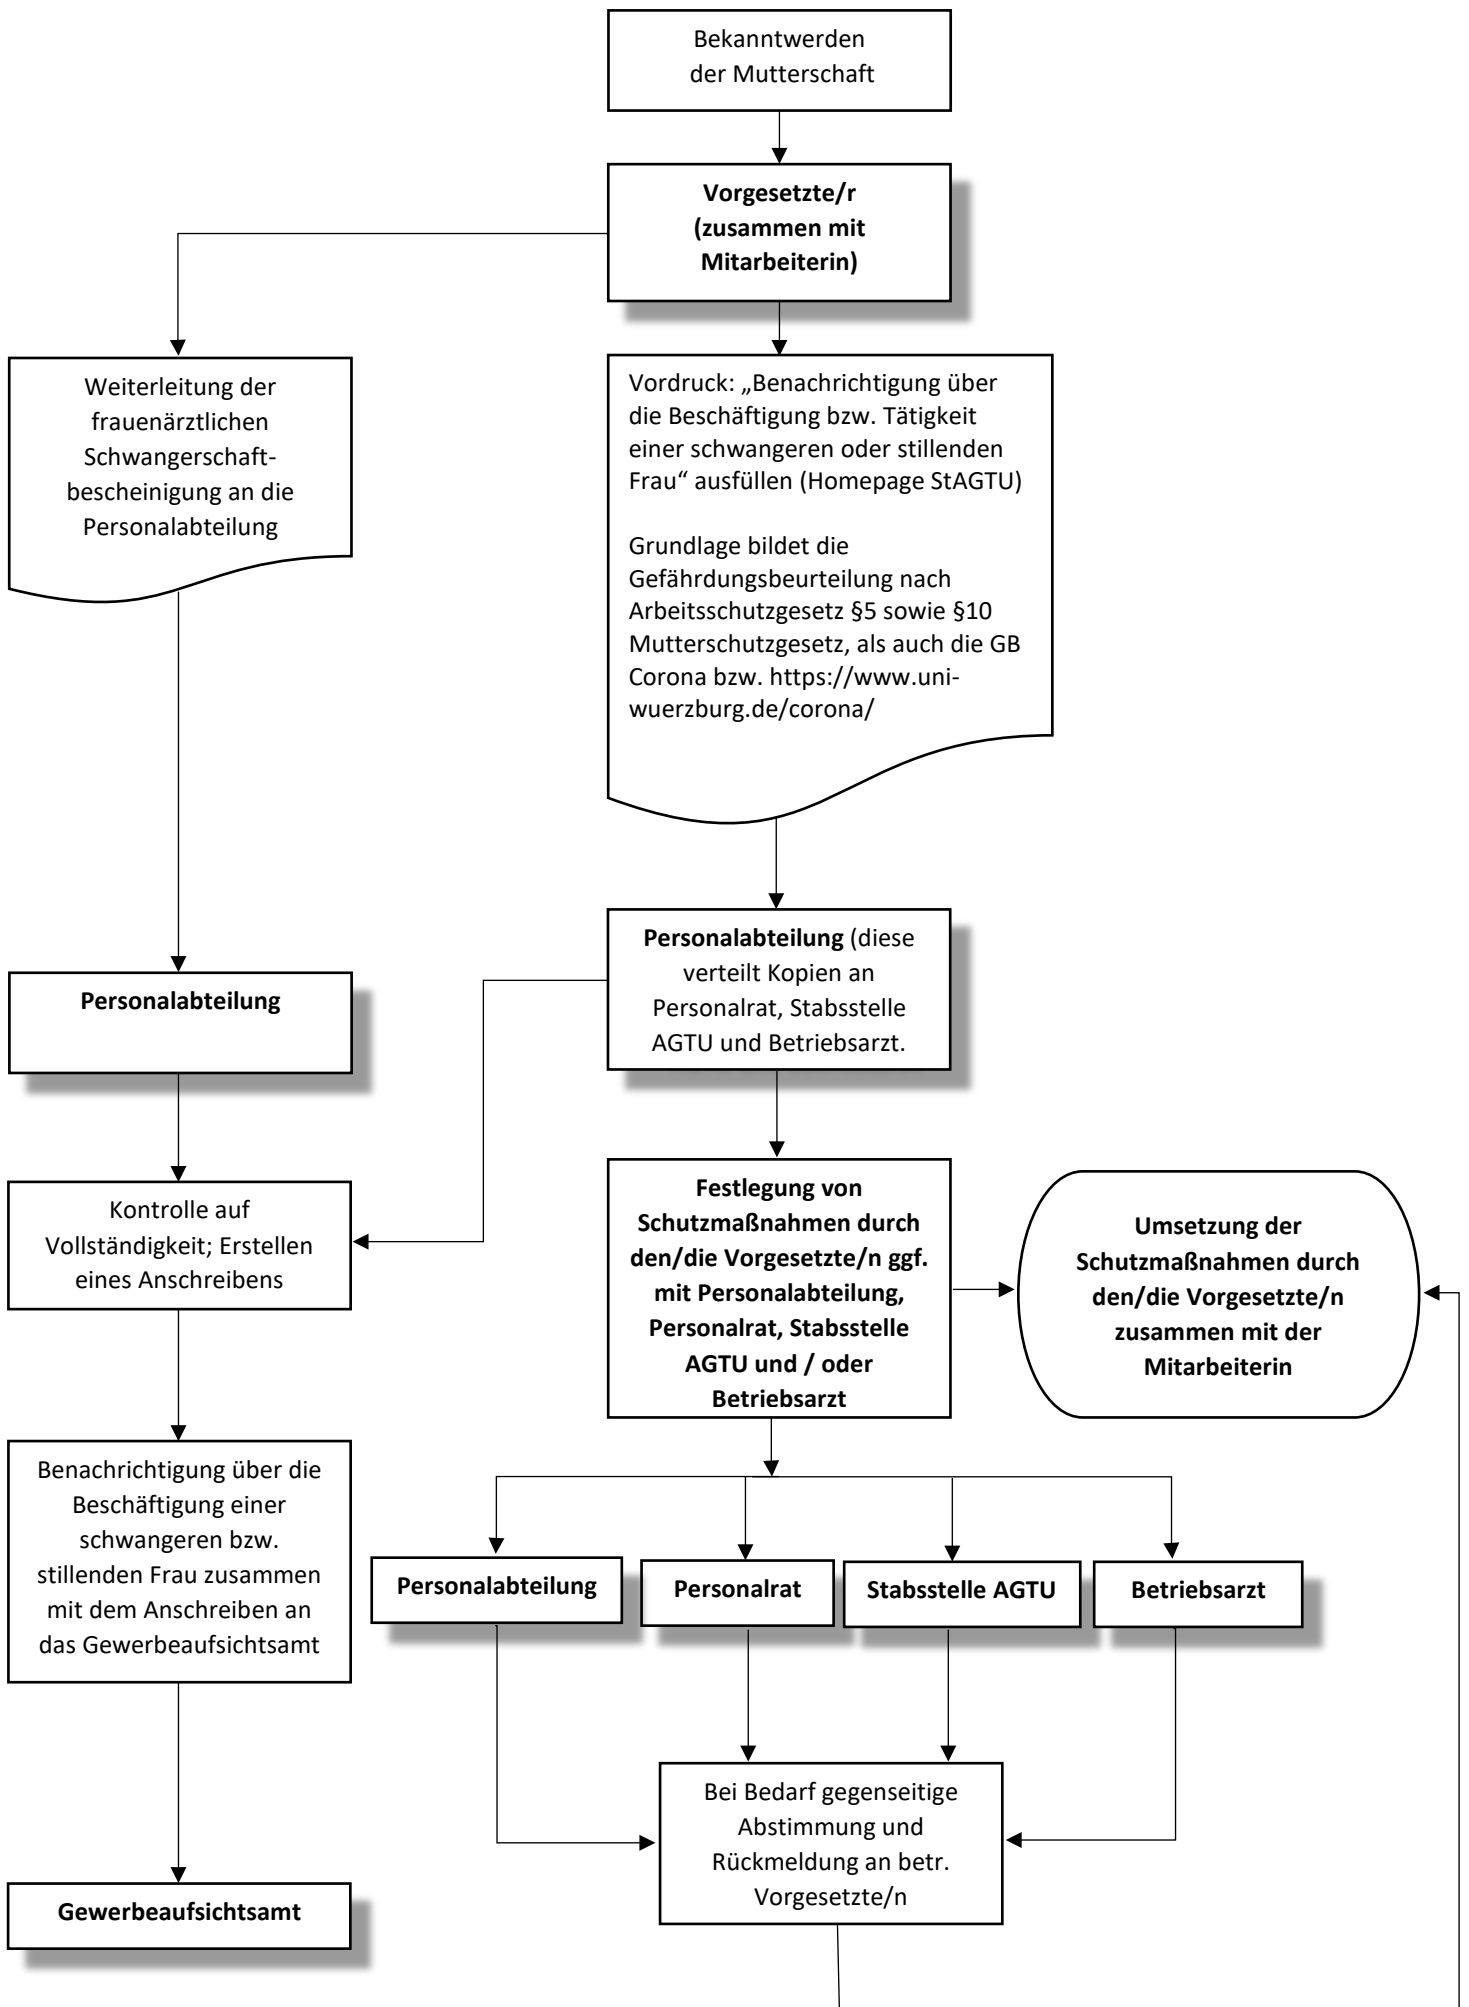 Bekanntwerden
der Mutterschaft
Vorgesetzte/r
(zusammen mit
Mitarbeiterin)
Weiterleitung der
frauenärztlichen
Schwangerschaft-
bescheinigung an die
Personalabteilung
Vordruck: „Benachrichtigung über
die Beschäftigung bzw. Tätigkeit
einer schwangeren oder stillenden
Frau“ ausfüllen (Homepage StAGTU)
Grundlage bildet die
Gefährdungsbeurteilung nach
Arbeitsschutzgesetz §5 sowie §10
Mutterschutzgesetz, als auch die GB
Corona bzw. https://www.uni-
wuerzburg.de/corona/
Personalabteilung (diese
verteilt Kopien an
Personalrat, Stabsstelle
AGTU und Betriebsarzt.
Personalabteilung
Kontrolle auf
Vollständigkeit; Erstellen
eines Anschreibens
Festlegung von
Schutzmaßnahmen durch
den/die Vorgesetzte/n ggf.
mit Personalabteilung,
Personalrat, Stabsstelle
AGTU und / oder
Betriebsarzt
Umsetzung der
Schutzmaßnahmen durch
den/die Vorgesetzte/n
zusammen mit der
Mitarbeiterin
Benachrichtigung über die
Beschäftigung einer
schwangeren bzw.
stillenden Frau zusammen
mit dem Anschreiben an
das Gewerbeaufsichtsamt
Personalabteilung
Personalrat
Stabsstelle AGTU
Betriebsarzt
Bei Bedarf gegenseitige
Abstimmung und
Rückmeldung an betr.
Vorgesetzte/n
Gewerbeaufsichtsamt